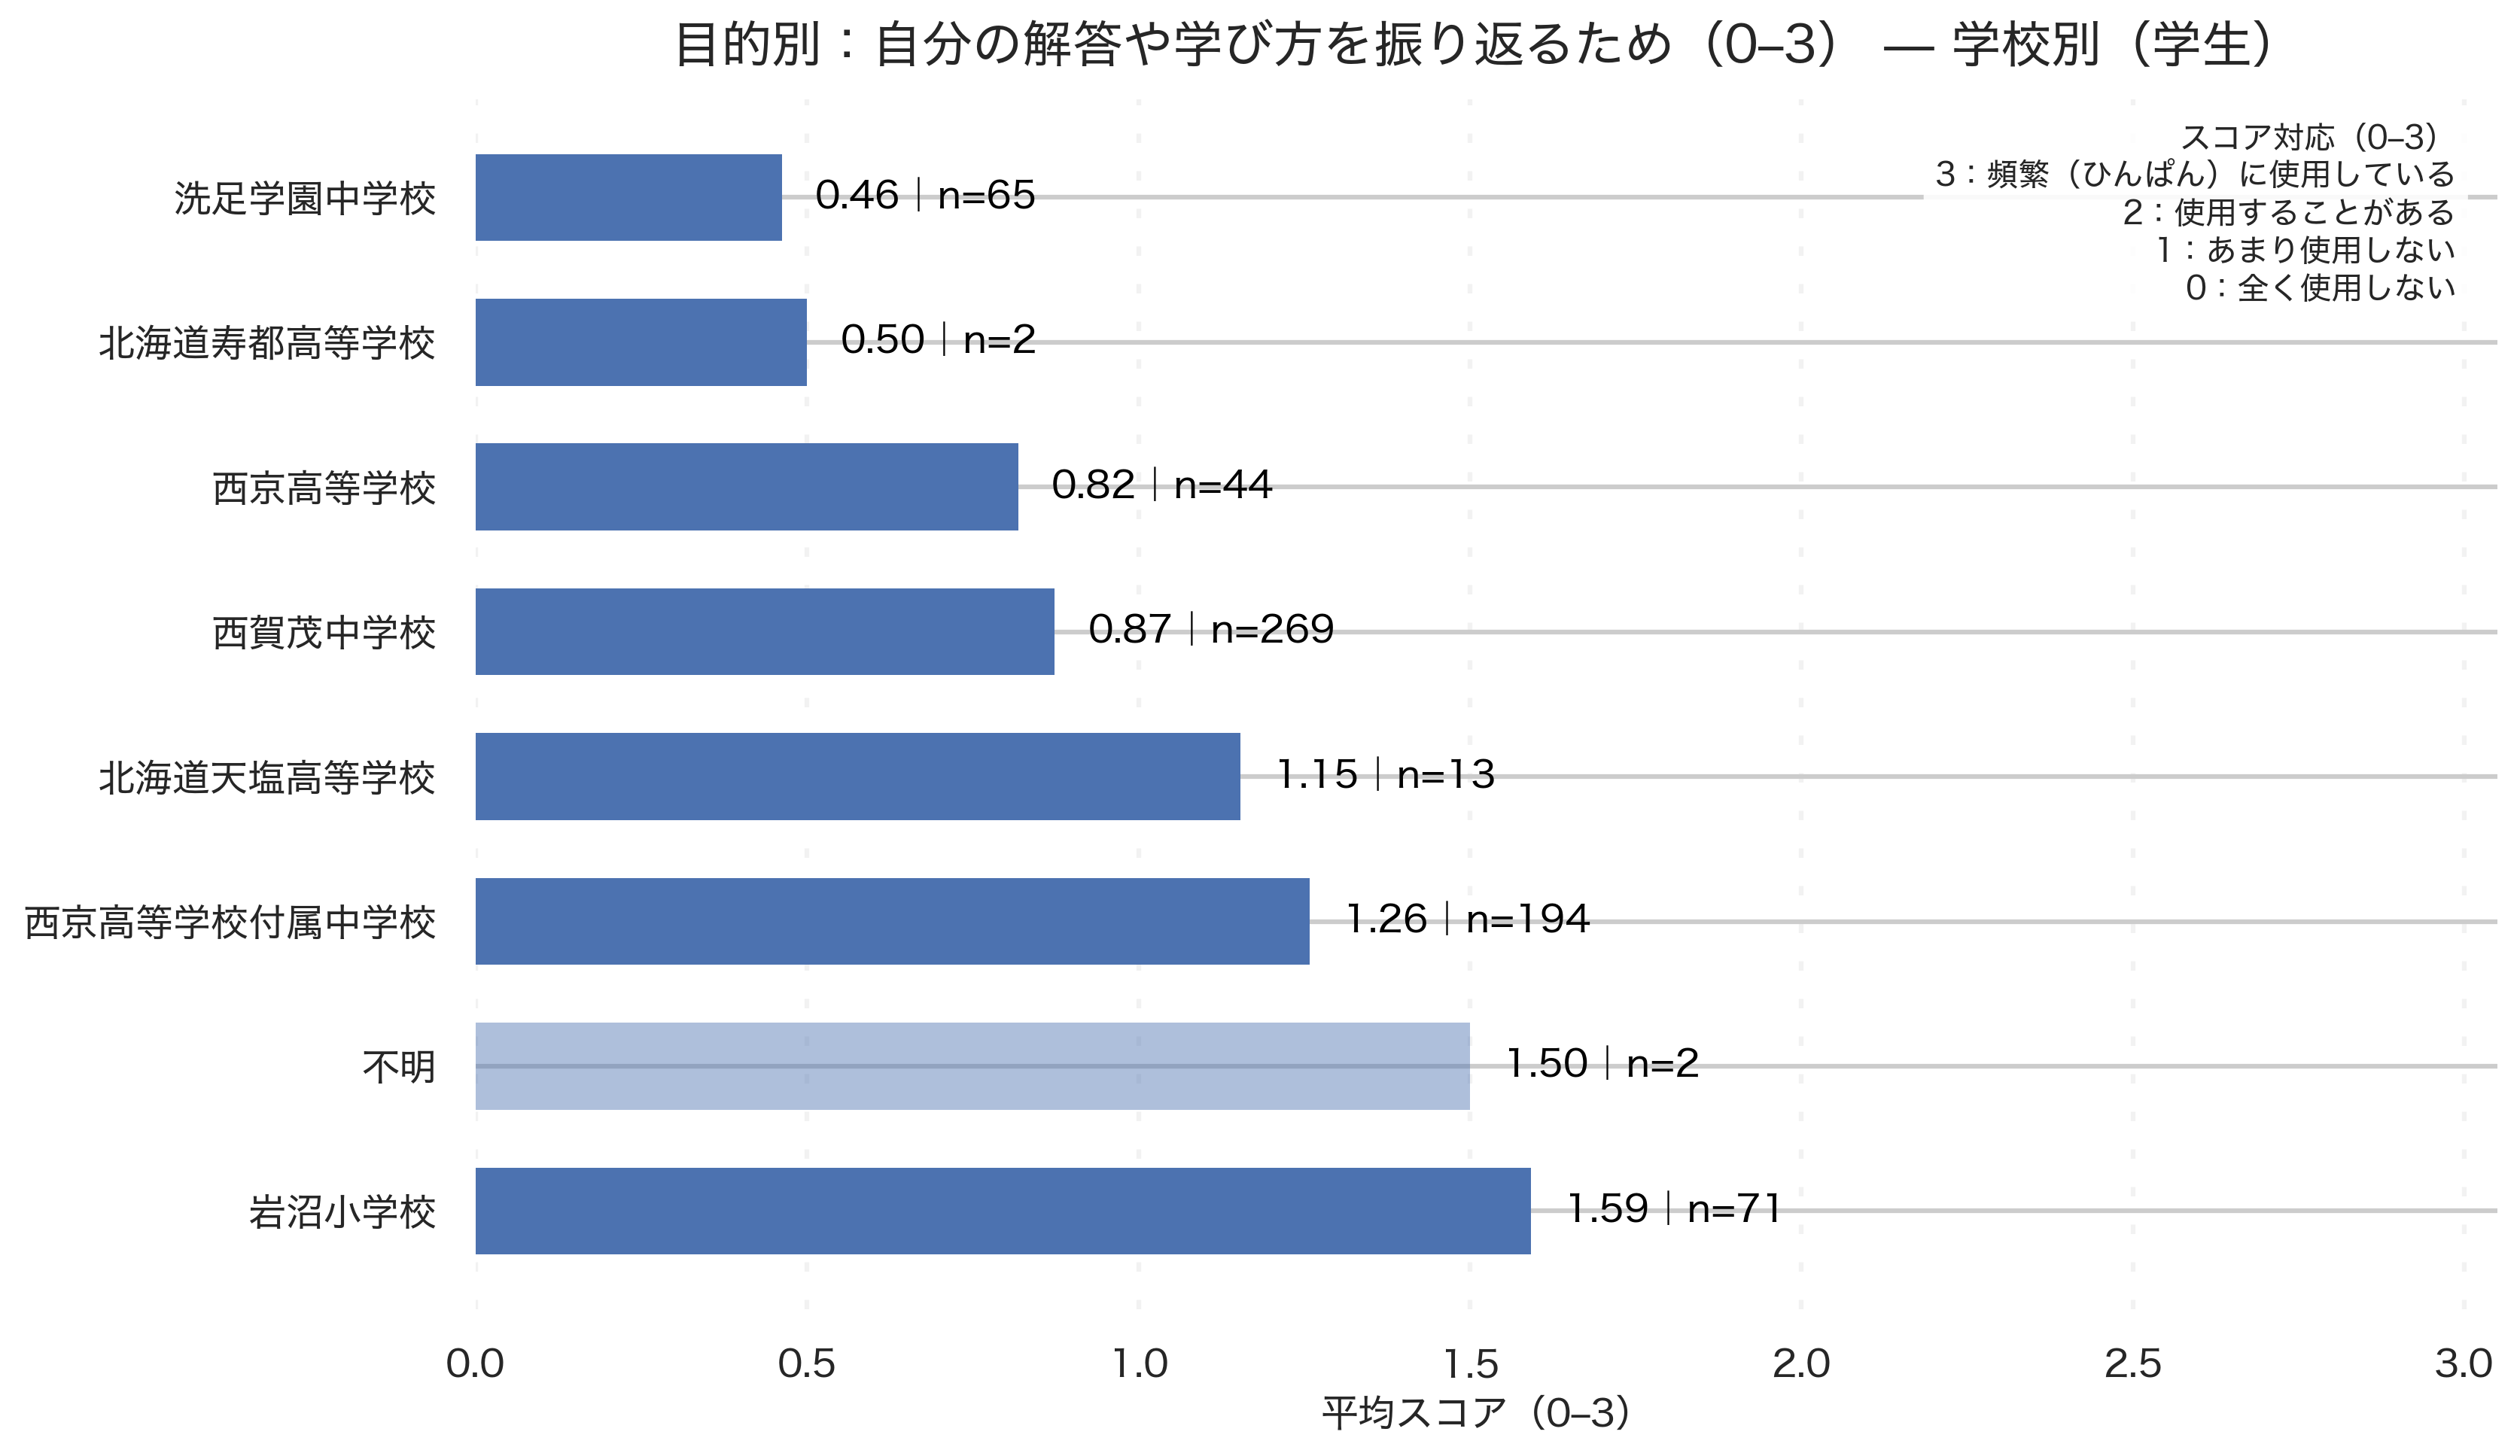 目的別：自分の解答や学び方を振り返るため（0–3） — 学校別（学生）
スコア対応（0–3）
3：頻繁（ひんぱん）に使用している
2：使用することがある
1：あまり使用しない
0：全く使用しない
洗足学園中学校 0.46｜n=65
北海道寿都高等学校 0.50｜n=2
西京高等学校 0.82｜n=44
西賀茂中学校 0.87｜n=269
北海道天塩高等学校 1.15｜n=13
西京高等学校付属中学校 1.26｜n=194
不明 1.50｜n=2
岩沼小学校 1.59｜n=71
0.0 0.5 1.0 1.5 2.0 2.5 3.0
平均スコア（0–3）